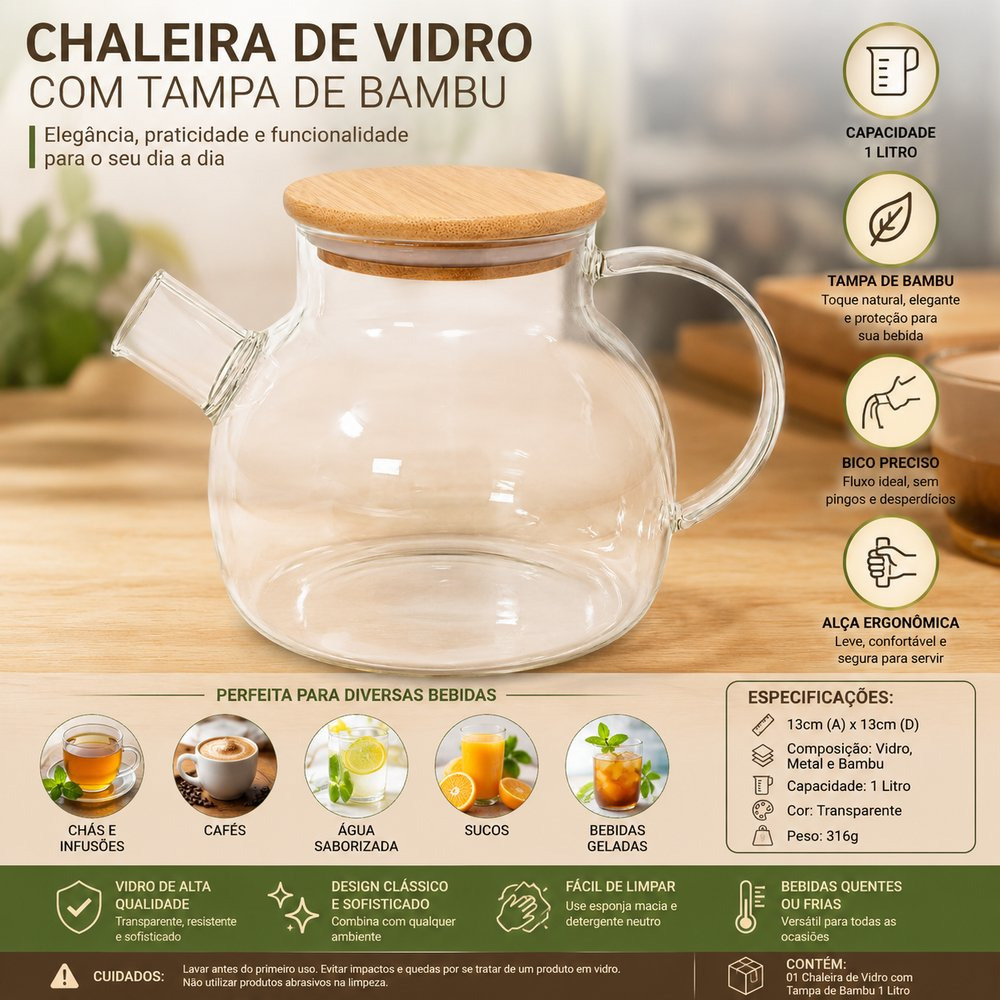 CHALEIRA DE VIDRO
COM TAMPA DE BAMBU
Elegância, praticidade e funcionalidade
para o seu dia a dia
CAPACIDADE
1 LITRO
TAMPA DE BAMBU
Toque natural, elegante
e proteção para
sua bebida
BICO PRECISO
Fluxo ideal, sem
pingos e desperdícios
ALÇA ERGONÔMICA
Leve, confortável e
segura para servir
PERFEITA PARA DIVERSAS BEBIDAS
CHÁS E
INFUSÕES
CAFÉS
ÁGUA
SABORIZADA
SUCOS
BEBIDAS
GELADAS
ESPECIFICAÇÕES:
13cm (A) x 13cm (D)
Composição: Vidro,
Metal e Bambu
Capacidade: 1 Litro
Cor: Transparente
Peso: 316g
VIDRO DE ALTA
QUALIDADE
Transparente, resistente
e sofisticado
DESIGN CLÁSSICO
E SOFISTICADO
Combina com qualquer
ambiente
FÁCIL DE LIMPAR
Use esponja macia e
detergente neutro
BEBIDAS QUENTES
OU FRIAS
Versátil para todas as
ocasiões
CUIDADOS:
Lavar antes do primeiro uso. Evitar impactos e quedas por se tratar de um produto em vidro.
Não utilizar produtos abrasivos na limpeza.
CONTÉM:
01 Chaleira de Vidro com
Tampa de Bambu 1 Litro